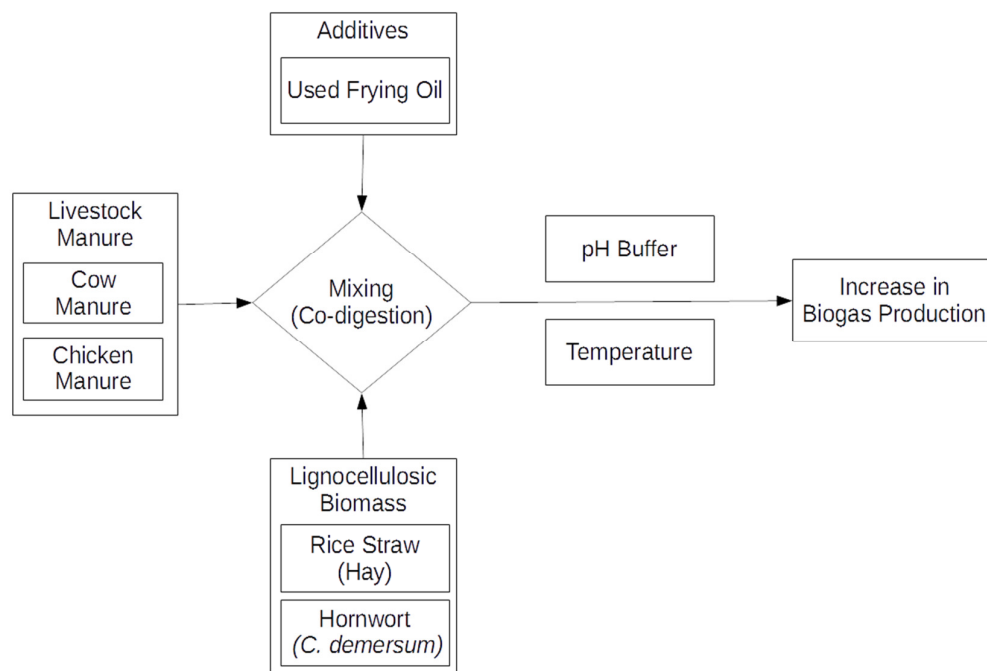 Additives
Used Frying Oil
Livestock
Manure
Cow
Manure
Chicken
Manure
Mixing
(Co-digestion)
pH Buffer
Temperature
Increase in
Biogas Production
Lignocellulosic
Biomass
Rice Straw
(Hay)
Hornwort
(C. demersum)